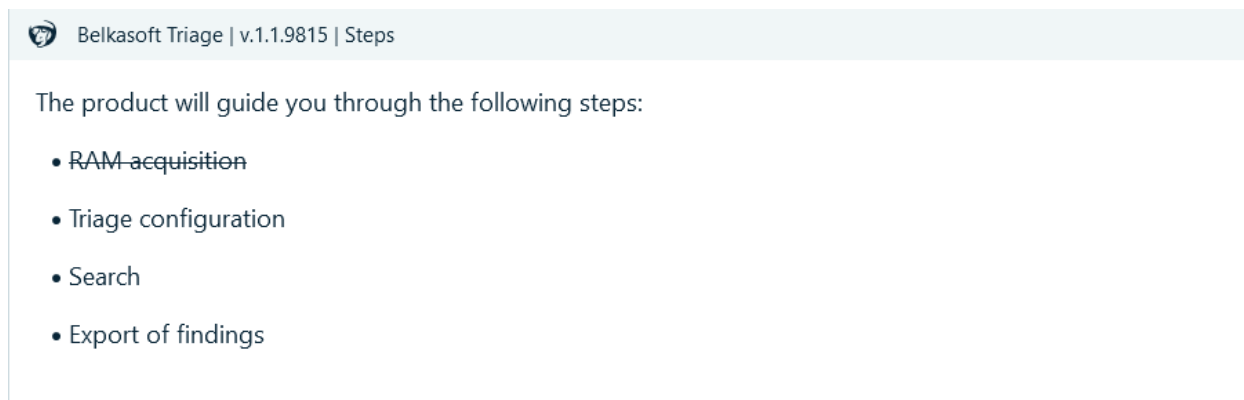 Belkasoft Triage | v.1.1.9815 | Steps
The product will guide you through the following steps:
• RAM acquisition
• Triage configuration
• Search
• Export of findings